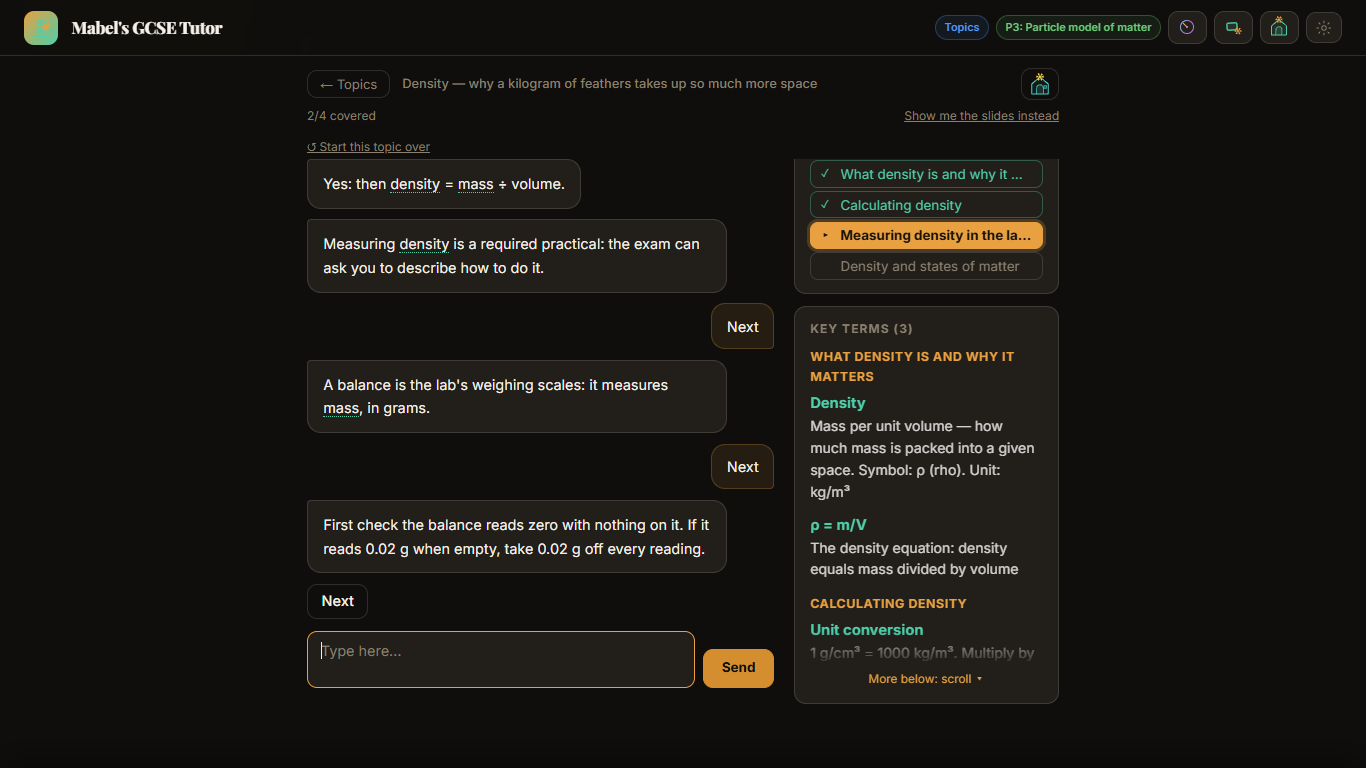 Mabel's GCSE Tutor
Topics
P3: Particle model of matter
← Topics
Density — why a kilogram of feathers takes up so much more space
2/4 covered
Show me the slides instead
↺ Start this topic over
Yes: then density = mass ÷ volume.
Measuring density is a required practical: the exam can
ask you to describe how to do it.
Next
A balance is the lab's weighing scales: it measures
mass, in grams.
Next
First check the balance reads zero with nothing on it. If it
reads 0.02 g when empty, take 0.02 g off every reading.
Next
Type here...
Send
✓ What density is and why it ...
✓ Calculating density
▸ Measuring density in the la...
Density and states of matter
KEY TERMS (3)
WHAT DENSITY IS AND WHY IT
MATTERS
Density
Mass per unit volume — how
much mass is packed into a given
space. Symbol: ρ (rho). Unit:
kg/m³
ρ = m/V
The density equation: density
equals mass divided by volume
CALCULATING DENSITY
Unit conversion
1 g/cm³ = 1000 kg/m³. Multiply by
More below: scroll ▾